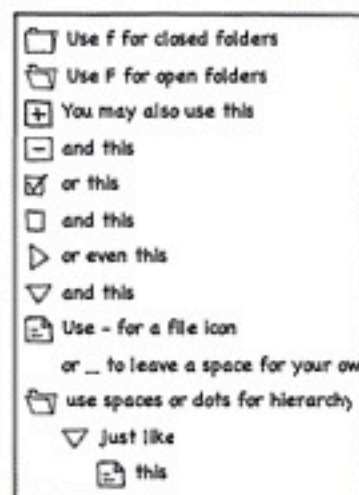 Use f for closed folders
Use F for open folders
You may also use this
and this
or this
and this
or even this
and this
Use - for a file icon
or _ to leave a space for your ow
use spaces or dots for hierarchy
just like
this